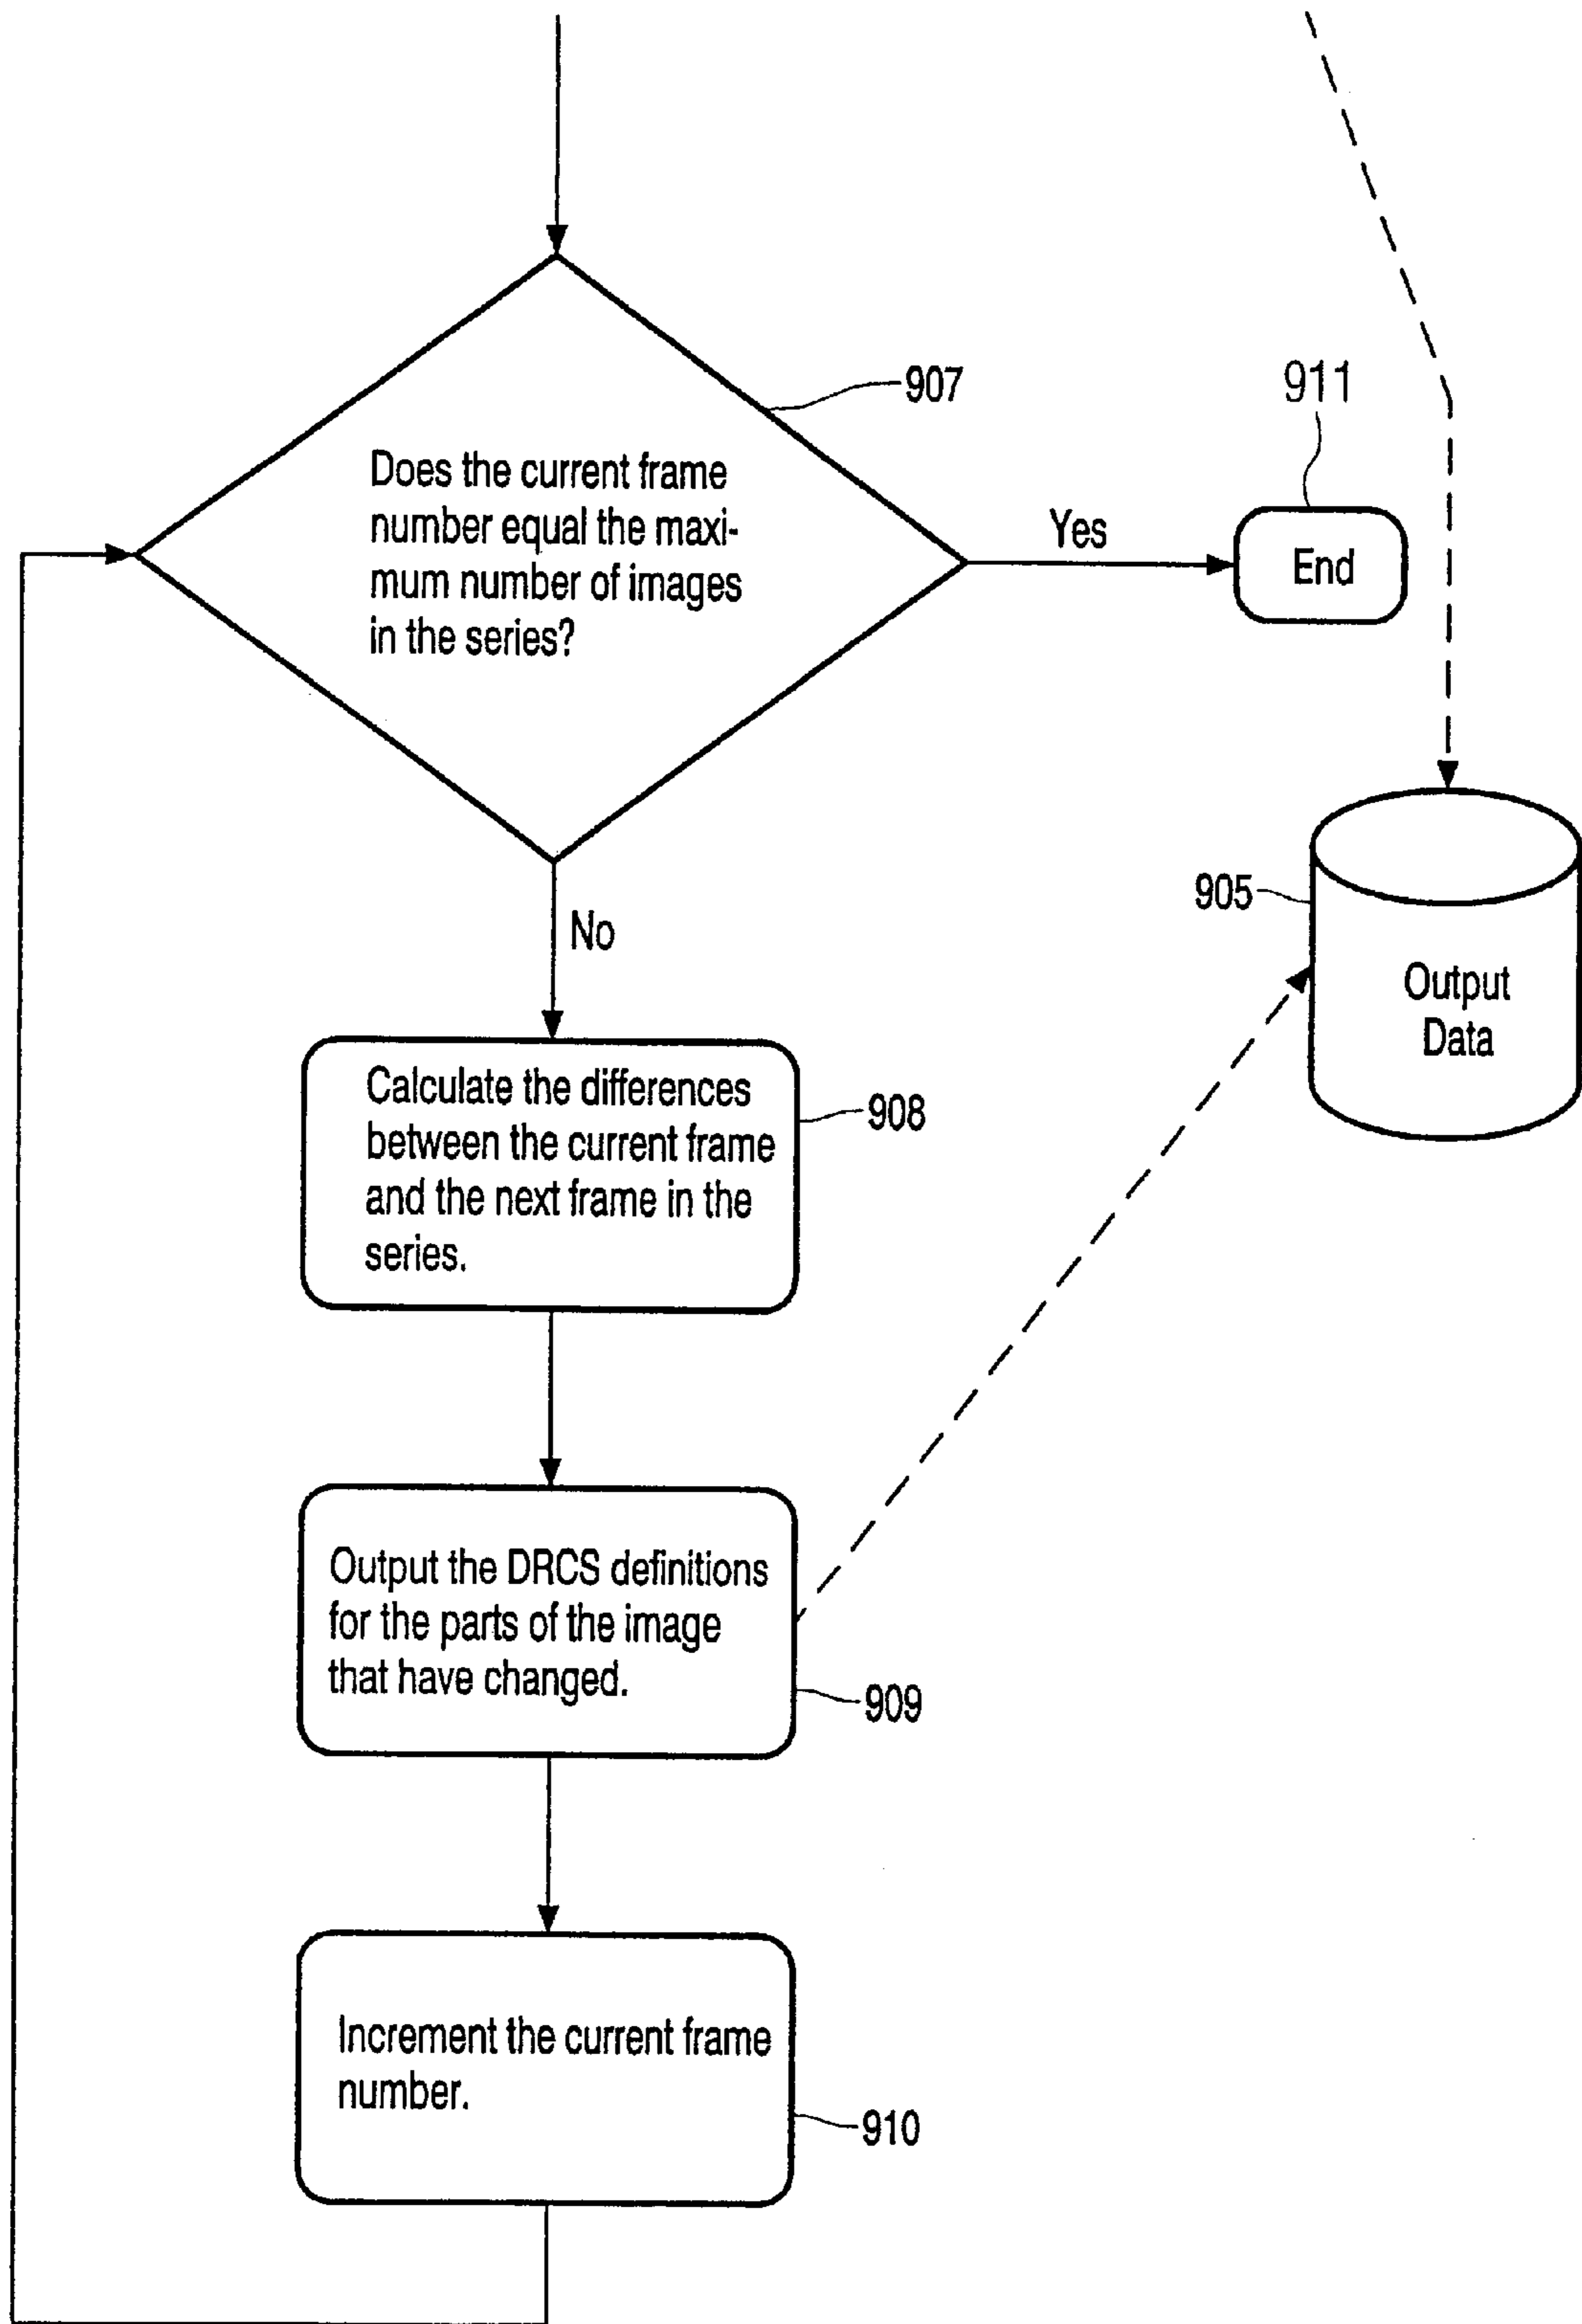 907
911
Does the current frame
number equal the maxi-
mum number of images
in the series?
Yes
End
No
905
Output
Data
Calculate the differences
between the current frame
and the next frame in the
series.
908
Output the DRCS definitions
for the parts of the image
that have changed.
909
Increment the current frame
number.
910